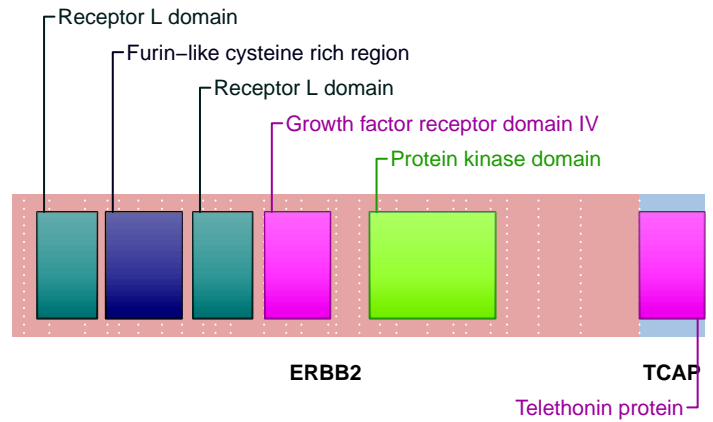 Receptor L domain
Furin−like cysteine rich region
Receptor L domain
Growth factor receptor domain IV
Protein kinase domain
ERBB2
TCAP
Telethonin protein